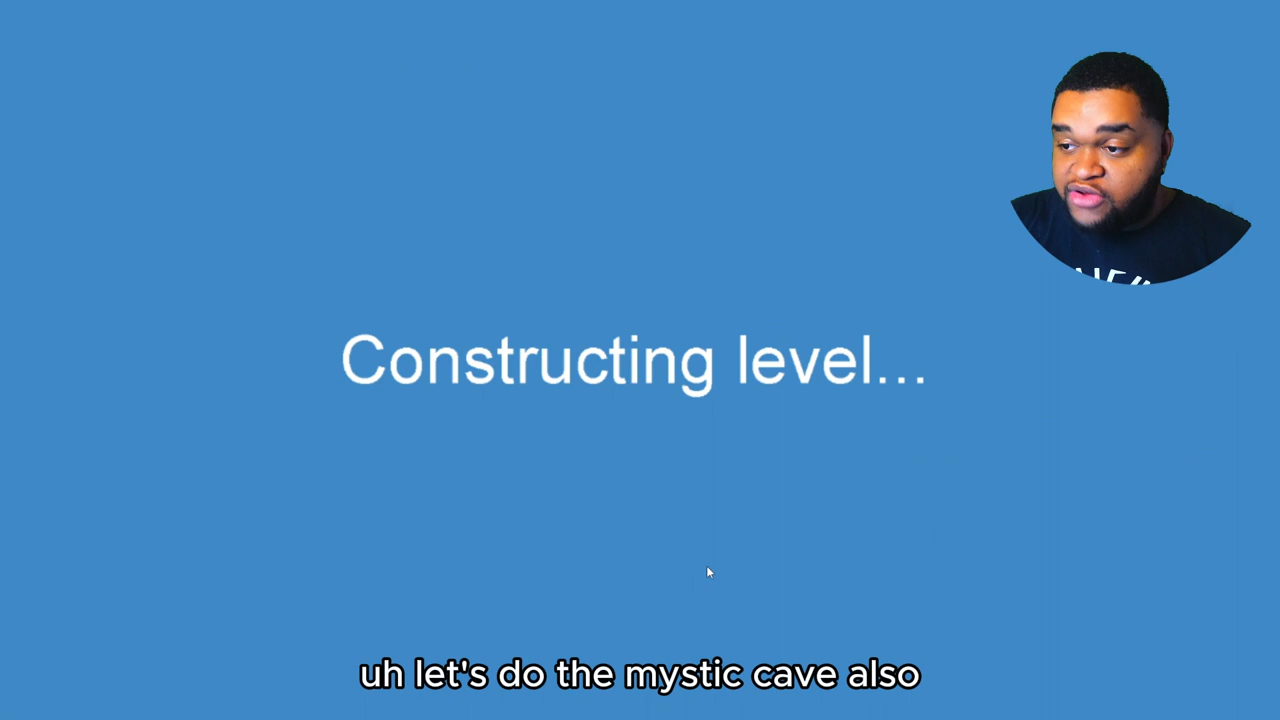 Constructing level...
uh let's do the mystic cave also